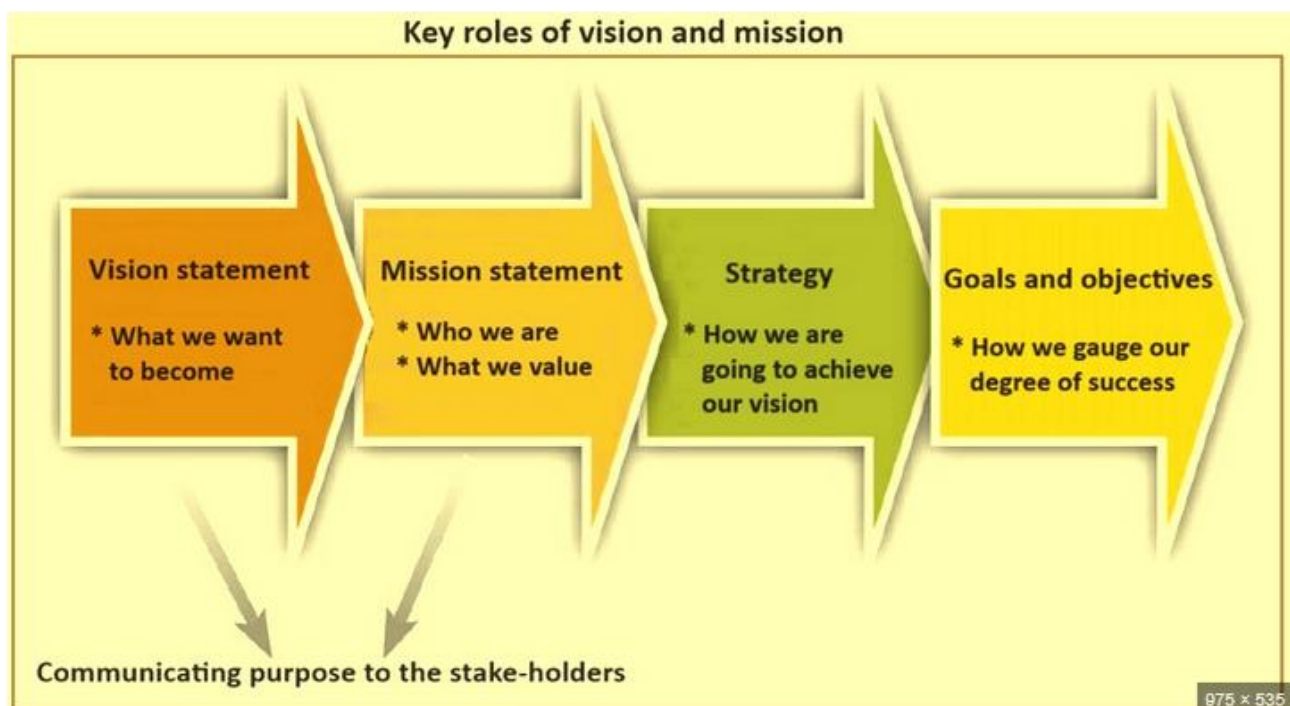 Key roles of vision and mission
Vision statement
* What we want
to become
Mission statement
* Who we are
* What we value
Strategy
* How we are
going to achieve
our vision
Goals and objectives
* How we gauge our
degree of success
Communicating purpose to the stake-holders
975 × 535